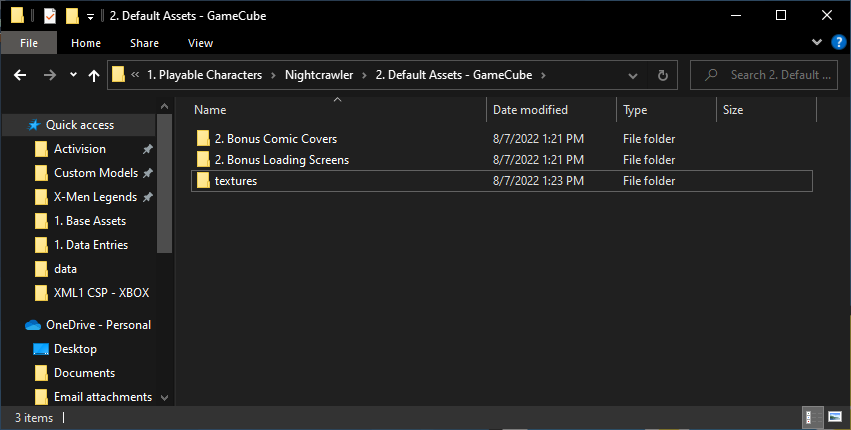 2. Default Assets - GameCube
File Home Share View
« 1. Playable Characters > Nightcrawler > 2. Default Assets - GameCube >
Search 2. Default ...
Name Date modified Type Size
Quick access
Activision
Custom Models
X-Men Legends
1. Base Assets
1. Data Entries
data
XML1 CSP - XBOX
OneDrive - Personal
Desktop
Documents
Email attachments
2. Bonus Comic Covers 8/7/2022 1:21 PM File folder
2. Bonus Loading Screens 8/7/2022 1:21 PM File folder
textures 8/7/2022 1:23 PM File folder
3 items